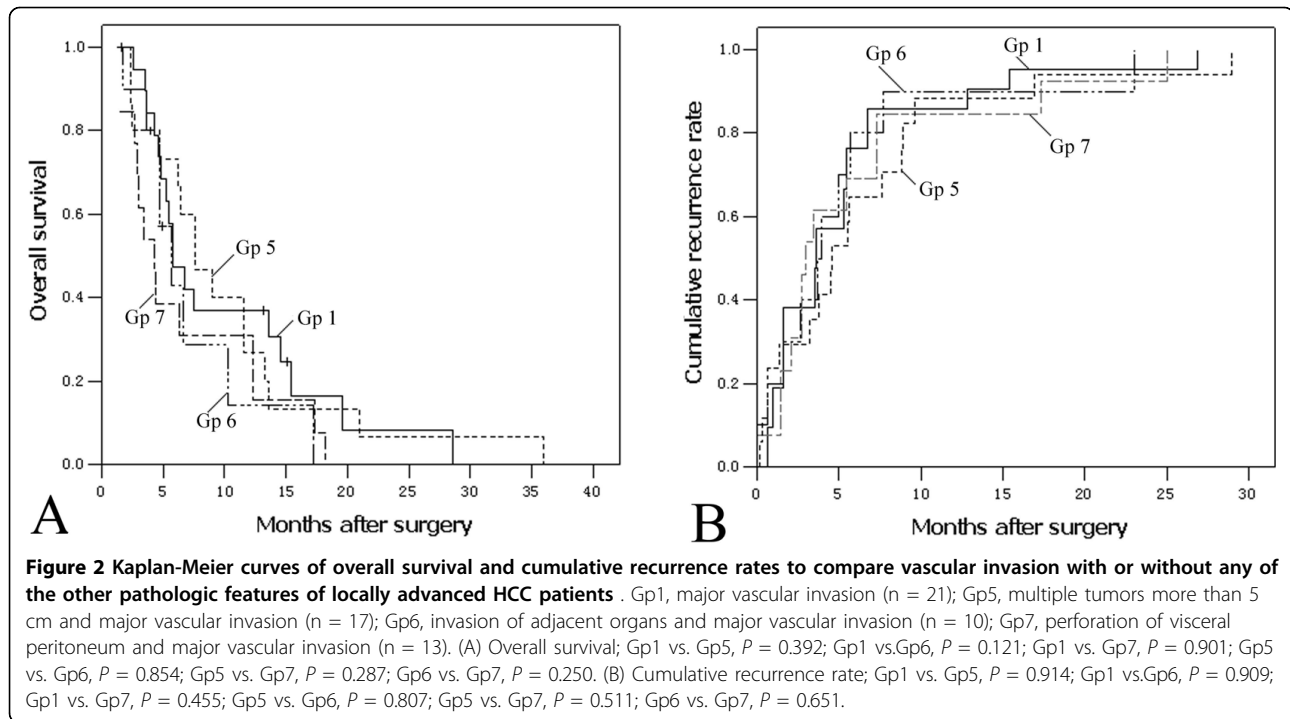 1.0
0.8
0.6
0.4
0.2
0.0
Overall survival
Gp 5
Gp 1
Gp 7
Gp 6
0 5 10 15 20 25 30 35 40
Months after surgery
A
1.0
0.8
0.6
0.4
0.2
0.0
Cumulative recurrence rate
Gp 1
Gp 6
Gp 7
Gp 5
0 5 10 15 20 25 30
Months after surgery
B
Figure 2 Kaplan-Meier curves of overall survival and cumulative recurrence rates to compare vascular invasion with or without any of
the other pathologic features of locally advanced HCC patients . Gp1, major vascular invasion (n = 21); Gp5, multiple tumors more than 5
cm and major vascular invasion (n = 17); Gp6, invasion of adjacent organs and major vascular invasion (n = 10); Gp7, perforation of visceral
peritoneum and major vascular invasion (n = 13). (A) Overall survival; Gp1 vs. Gp5, P = 0.392; Gp1 vs.Gp6, P = 0.121; Gp1 vs. Gp7, P = 0.901; Gp5
vs. Gp6, P = 0.854; Gp5 vs. Gp7, P = 0.287; Gp6 vs. Gp7, P = 0.250. (B) Cumulative recurrence rate; Gp1 vs. Gp5, P = 0.914; Gp1 vs.Gp6, P = 0.909;
Gp1 vs. Gp7, P = 0.455; Gp5 vs. Gp6, P = 0.807; Gp5 vs. Gp7, P = 0.511; Gp6 vs. Gp7, P = 0.651.